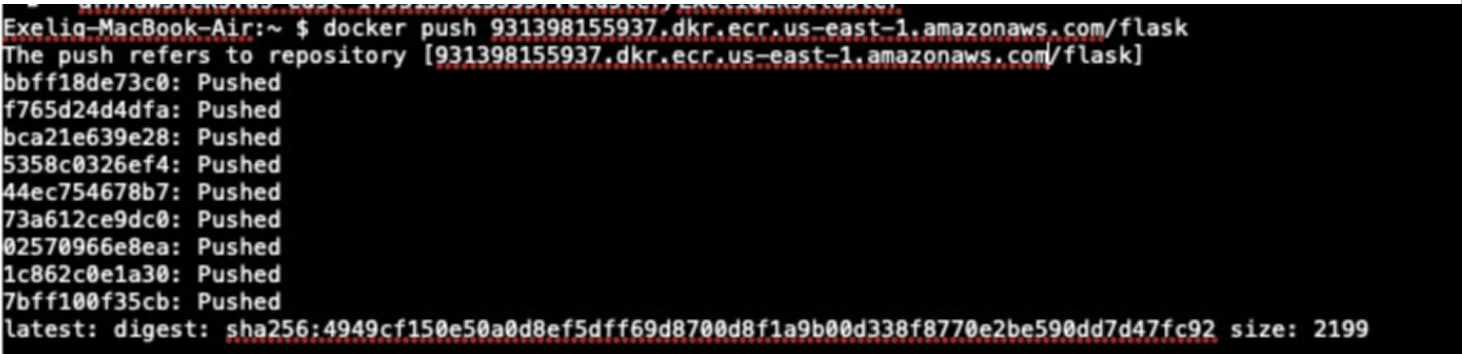 Exeliq-MacBook-Air:~ $ docker push 931398155937.dkr.ecr.us-east-1.amazonaws.com/flask
The push refers to repository [931398155937.dkr.ecr.us-east-1.amazonaws.com/flask]
bbff18de73c0: Pushed
f765d24d4dfa: Pushed
bca21e639e28: Pushed
5358c0326ef4: Pushed
44ec754678b7: Pushed
73a612ce9dc0: Pushed
02570966e8ea: Pushed
1c862c0e1a30: Pushed
7bff100f35cb: Pushed
latest: digest: sha256:4949cf150e50a0d8ef5dff69d8700d8f1a9b00d338f8770e2be590dd7d47fc92 size: 2199